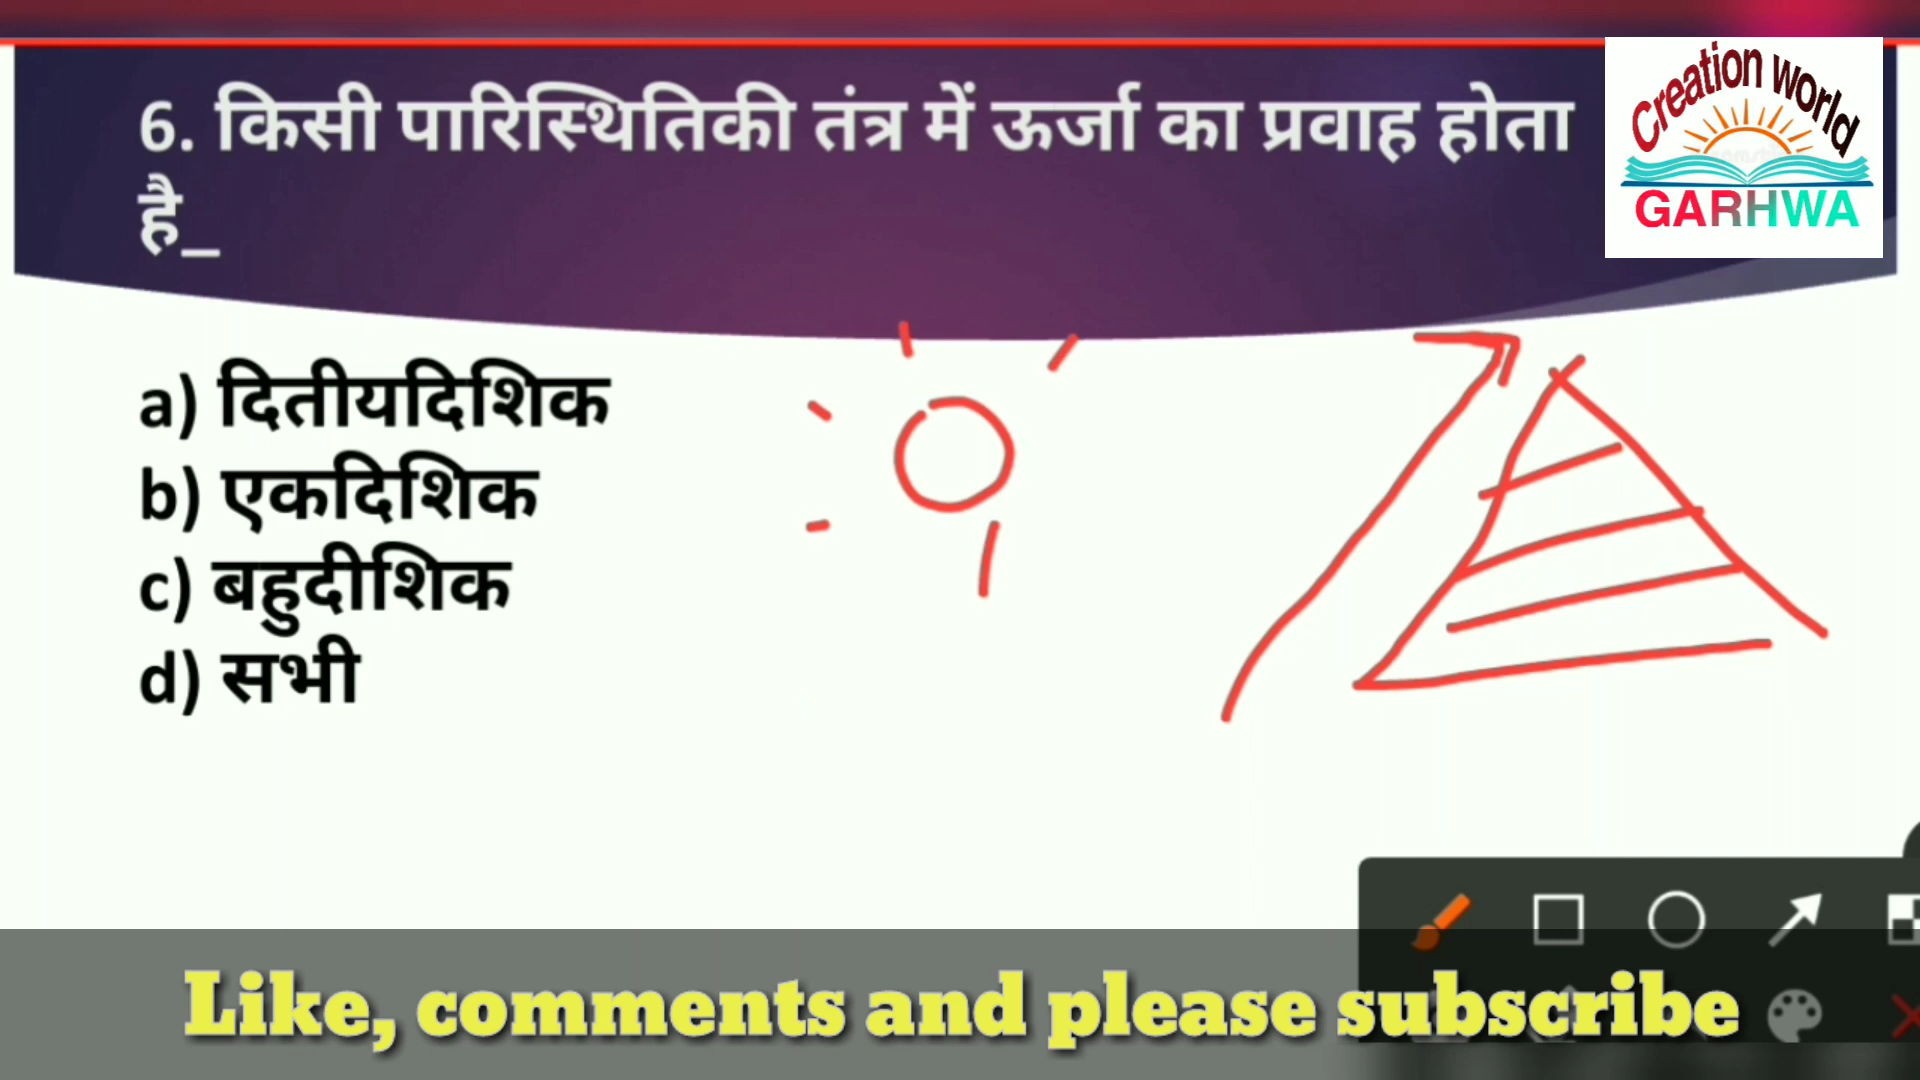 6. किसी पारिस्थितिकी तंत्र में ऊर्जा का प्रवाह होता
है_
Creation world
GARHWA
a) दितीयदिशिक
b) एकदिशिक
c) बहुदीशिक
d) सभी
Like, comments and please subscribe